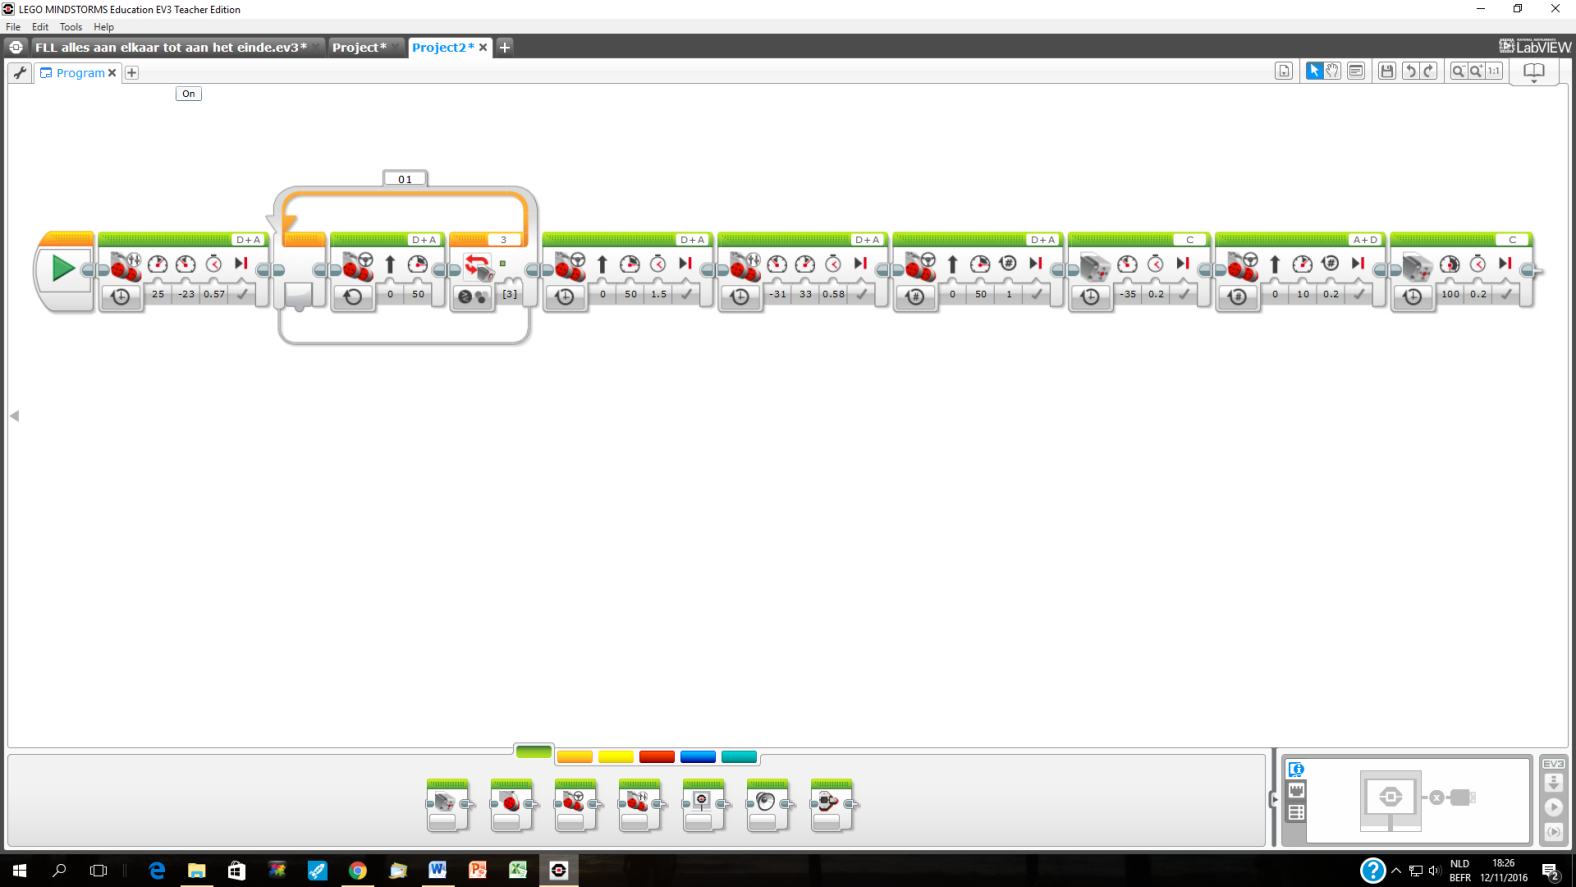 LEGO MINDSTORMS Education EV3 Teacher Edition
File Edit Tools Help
FLL alles aan elkaar tot aan het einde.ev3* Project* Project2* LabVIEW
Program 1:1
On
01
D+A D+A 3 D+A D+A D+A C A+D C
25 -23 0.57 0 50 [3] 0 50 1.5 -31 33 0.58 0 50 1 -35 0.2 0 10 0.2 100 0.2
EV3
NLD 18:26
BEFR 12/11/2016 2